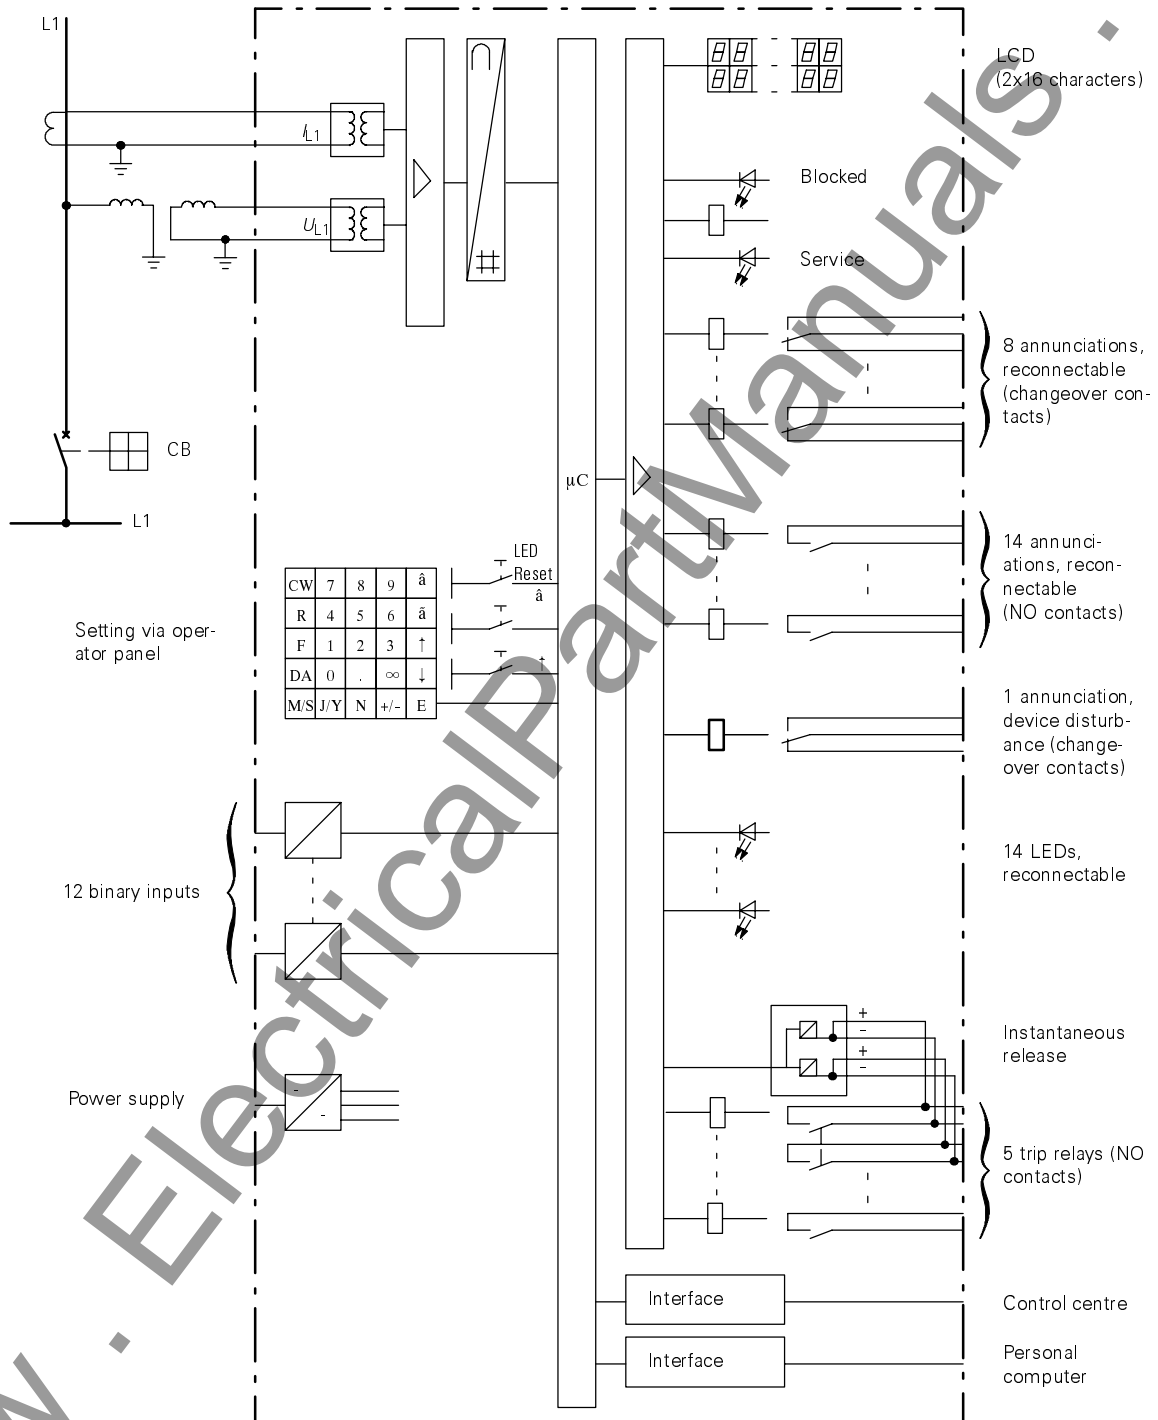 L1
LCD
(2x16 characters)
IL1
Blocked
UL1
Service
8 annunciations,
reconnectable
(changeover con-
tacts)
CB
µC
L1
14 annunci-
ations, recon-
nectable
(NO contacts)
LED
Reset
â
CW 7 8 9 â
R 4 5 6 ã
F 1 2 3 ↑
DA 0 . ∞ ↓
M/S J/Y N +/- E
↑
Setting via oper-
ator panel
1 annunciation,
device disturb-
ance (change-
over contacts)
14 LEDs,
reconnectable
12 binary inputs
+
-
+
-
Instantaneous
release
Power supply
-
-
5 trip relays (NO
contacts)
Interface
Control centre
Interface
Personal
computer
w . ElectricalPartManuals .